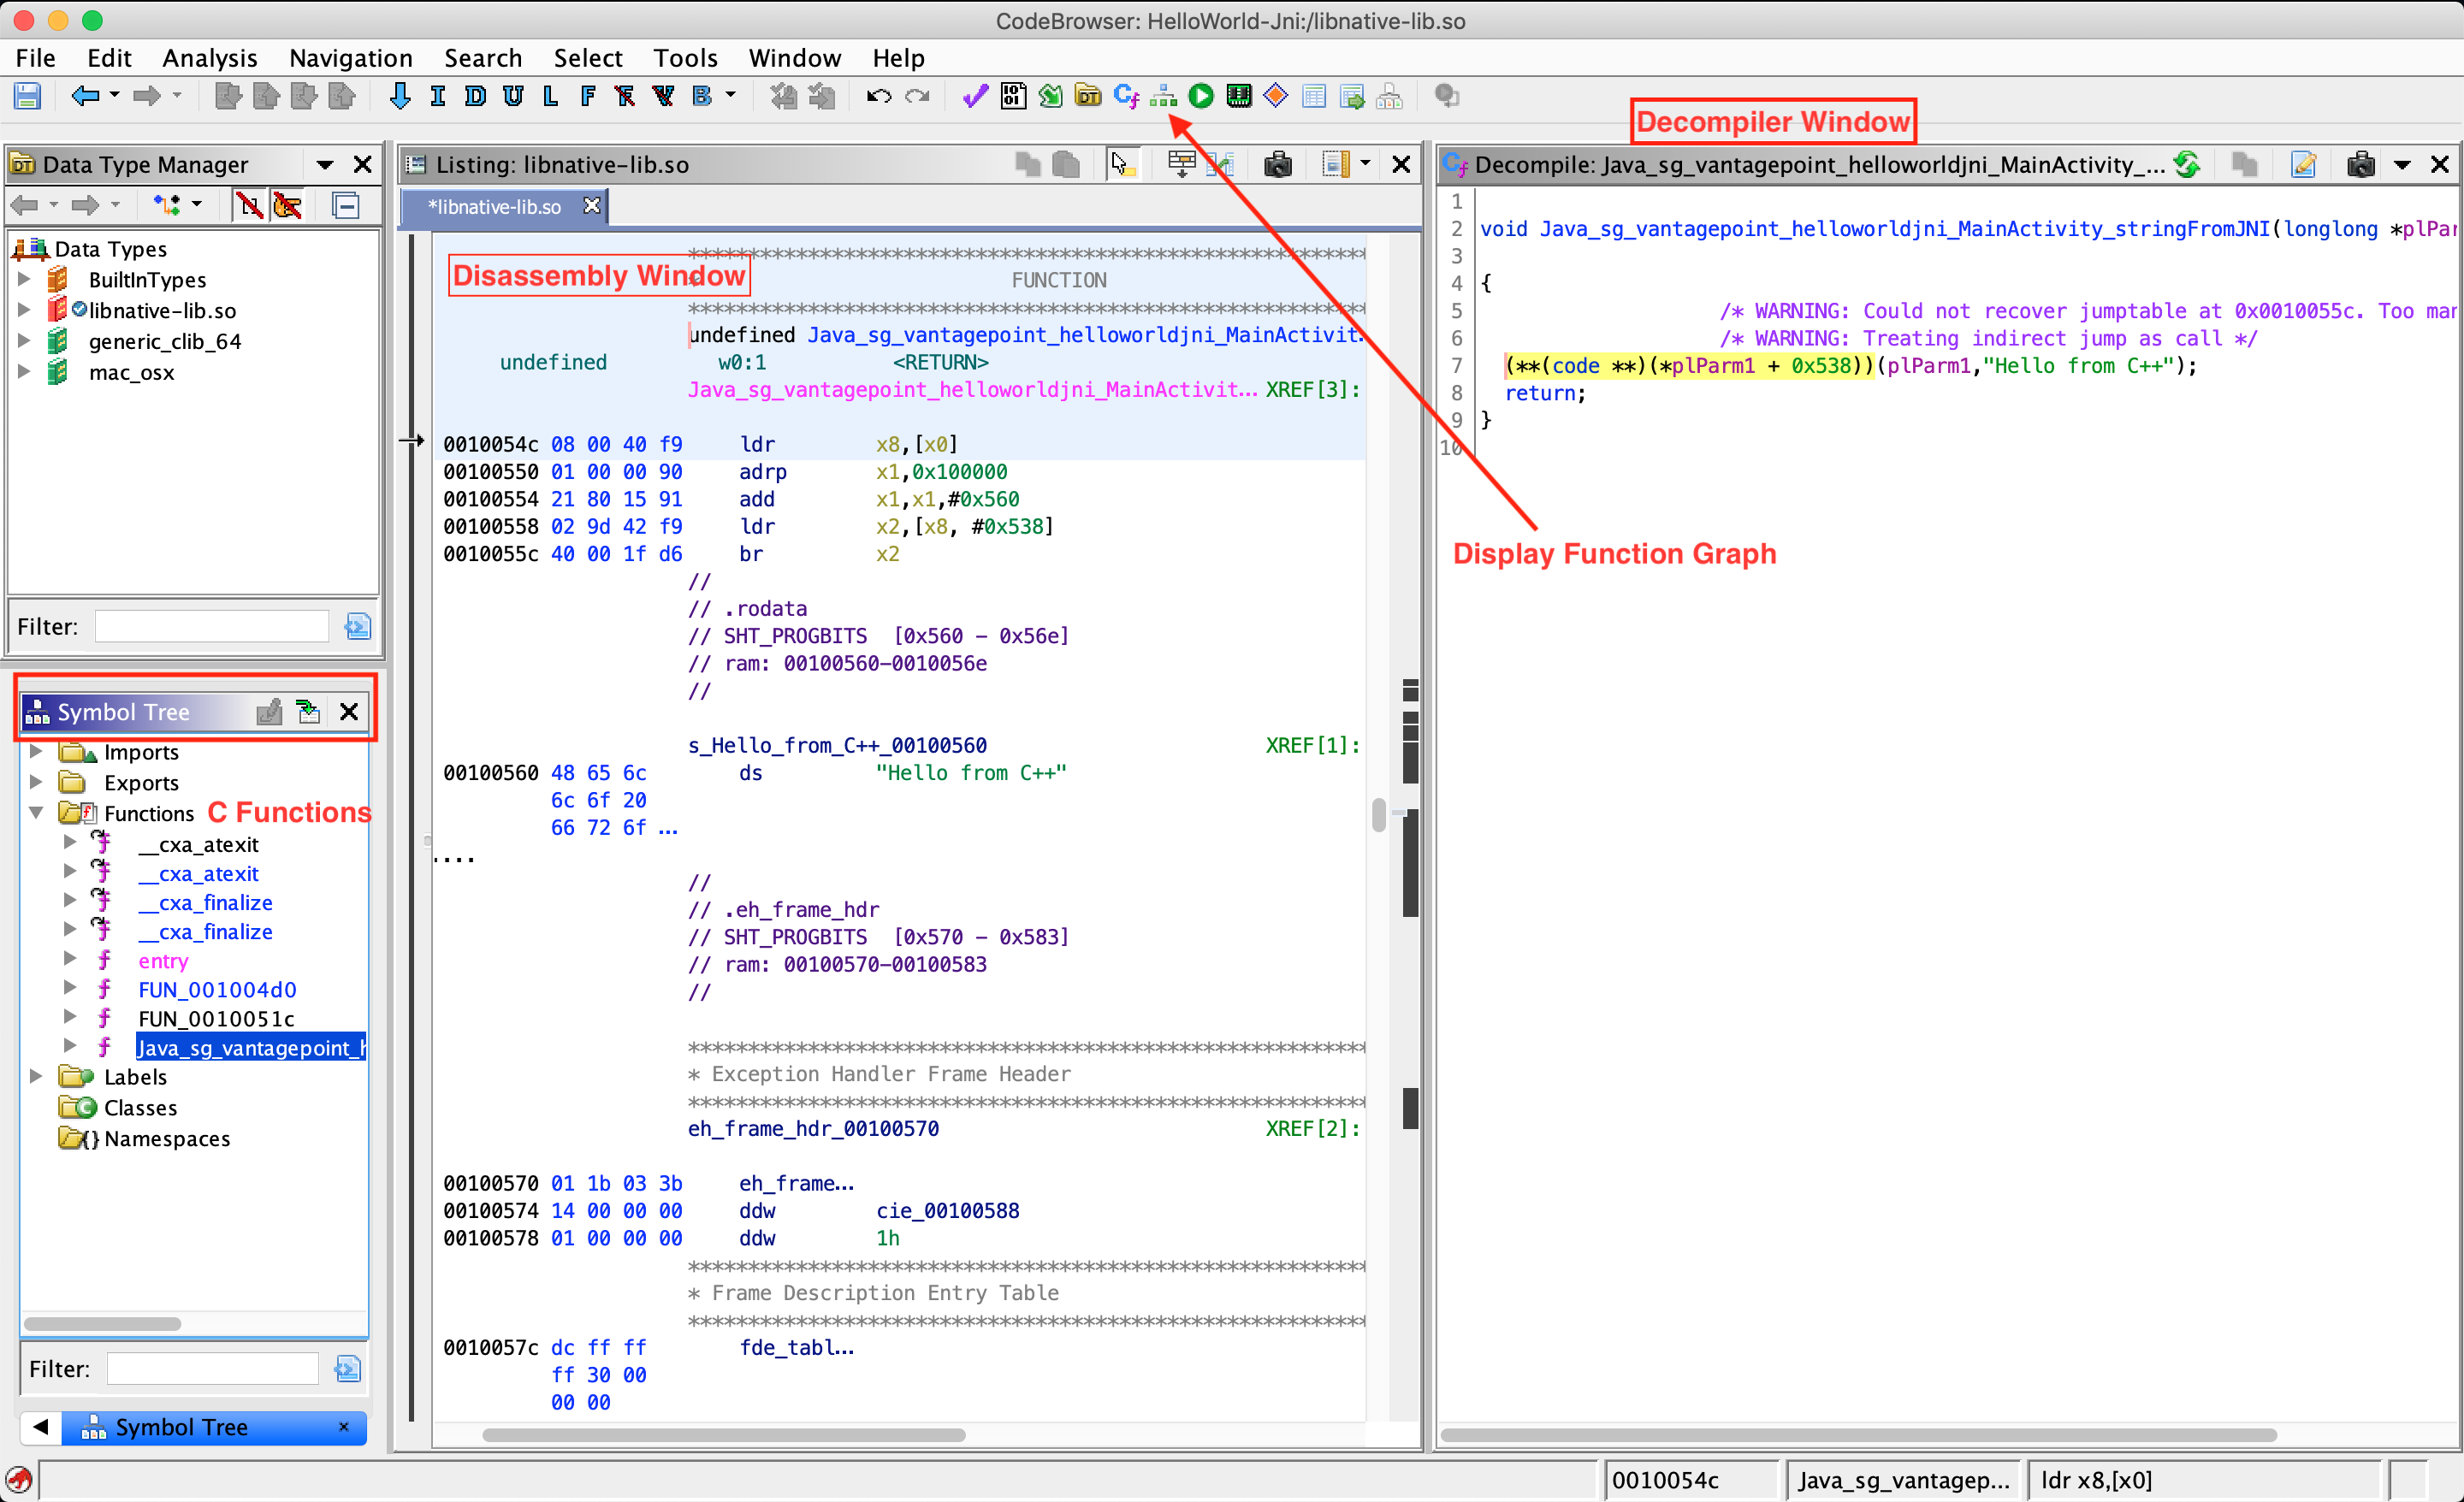 CodeBrowser: HelloWorld-Jni:/libnative-lib.so
File Edit Analysis Navigation Search Select Tools Window Help
I D U L F B
Decompiler Window
Data Type Manager
Data Types
BuiltInTypes
libnative-lib.so
generic_clib_64
mac_osx
Filter:
Symbol Tree
Imports
Exports
Functions C Functions
__cxa_atexit
__cxa_atexit
__cxa_finalize
__cxa_finalize
entry
FUN_001004d0
FUN_0010051c
Java_sg_vantagepoint_h
Labels
Classes
Namespaces
Filter:
Symbol Tree
Listing: libnative-lib.so
*libnative-lib.so
Disassembly Window
FUNCTION
undefined Java_sg_vantagepoint_helloworldjni_MainActivit...
undefined w0:1 <RETURN>
Java_sg_vantagepoint_helloworldjni_MainActivit... XREF[3]:
0010054c 08 00 40 f9 ldr x8,[x0]
00100550 01 00 00 90 adrp x1,0x100000
00100554 21 80 15 91 add x1,x1,#0x560
00100558 02 9d 42 f9 ldr x2,[x8, #0x538]
0010055c 40 00 1f d6 br x2
//
// .rodata
// SHT_PROGBITS [0x560 - 0x56e]
// ram: 00100560-0010056e
//
s_Hello_from_C++_00100560 XREF[1]:
00100560 48 65 6c ds "Hello from C++"
6c 6f 20
66 72 6f ...
....
//
// .eh_frame_hdr
// SHT_PROGBITS [0x570 - 0x583]
// ram: 00100570-00100583
//
* Exception Handler Frame Header
eh_frame_hdr_00100570 XREF[2]:
00100570 01 1b 03 3b eh_frame...
00100574 14 00 00 00 ddw cie_00100588
00100578 01 00 00 00 ddw 1h
* Frame Description Entry Table
0010057c dc ff ff fde_tabl...
ff 30 00
00 00
Decompile: Java_sg_vantagepoint_helloworldjni_MainActivity_...
1
2 void Java_sg_vantagepoint_helloworldjni_MainActivity_stringFromJNI(longlong *plPar
3
4 {
5 /* WARNING: Could not recover jumptable at 0x0010055c. Too mar
6 /* WARNING: Treating indirect jump as call */
7 (**(code **)(*plParm1 + 0x538))(plParm1,"Hello from C++");
8 return;
9 }
10
Display Function Graph
0010054c Java_sg_vantagep... ldr x8,[x0]